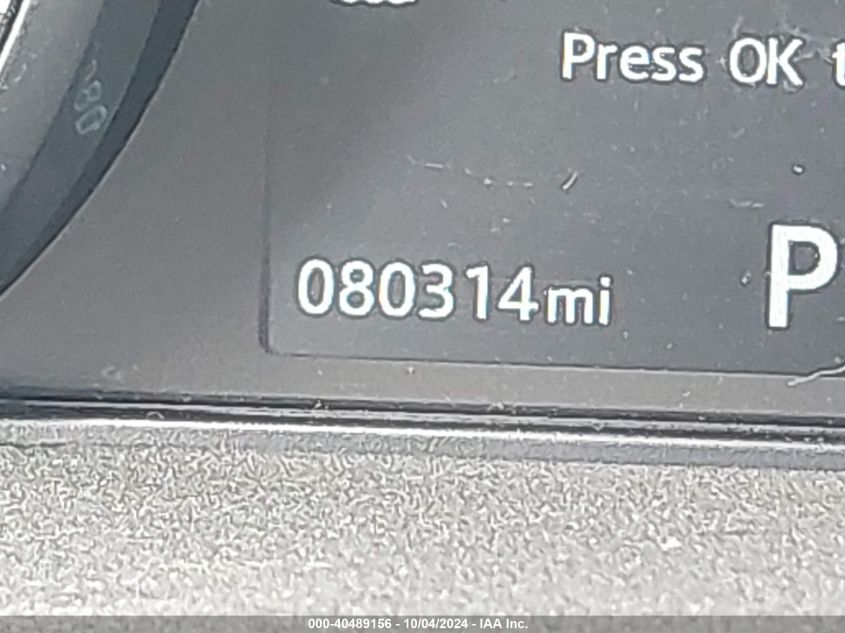 Press OK t
080314mi
P
000-40489156 - 10/04/2024 - IAA Inc.